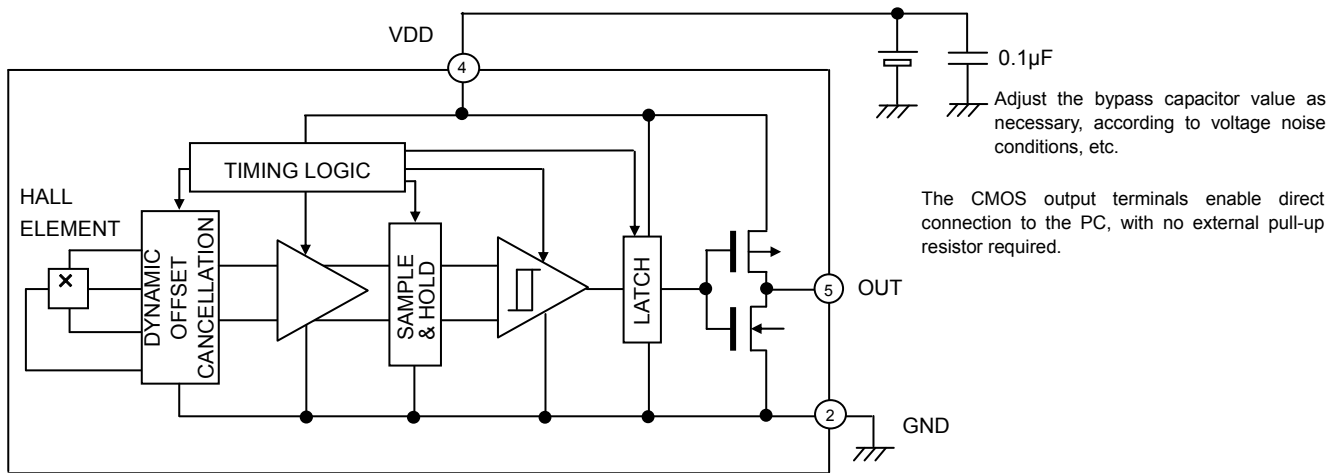 VDD
4
0.1µF
Adjust the bypass capacitor value as
necessary, according to voltage noise
conditions, etc.
The CMOS output terminals enable direct
connection to the PC, with no external pull-up
resistor required.
TIMING LOGIC
HALL
ELEMENT
×
DYNAMIC
OFFSET
CANCELLATION
SAMPLE
& HOLD
LATCH
5
OUT
2
GND